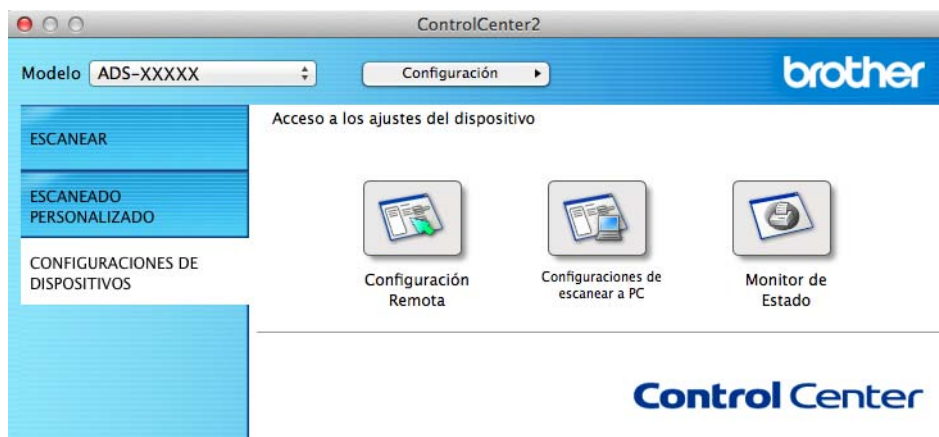 ControlCenter2
Modelo ADS-XXXXX Configuración brother
ESCANEAR
ESCANEADO
PERSONALIZADO
CONFIGURACIONES DE
DISPOSITIVOS
Acceso a los ajustes del dispositivo
Configuración
Remota
Configuraciones de
escanear a PC
Monitor de
Estado
Control Center